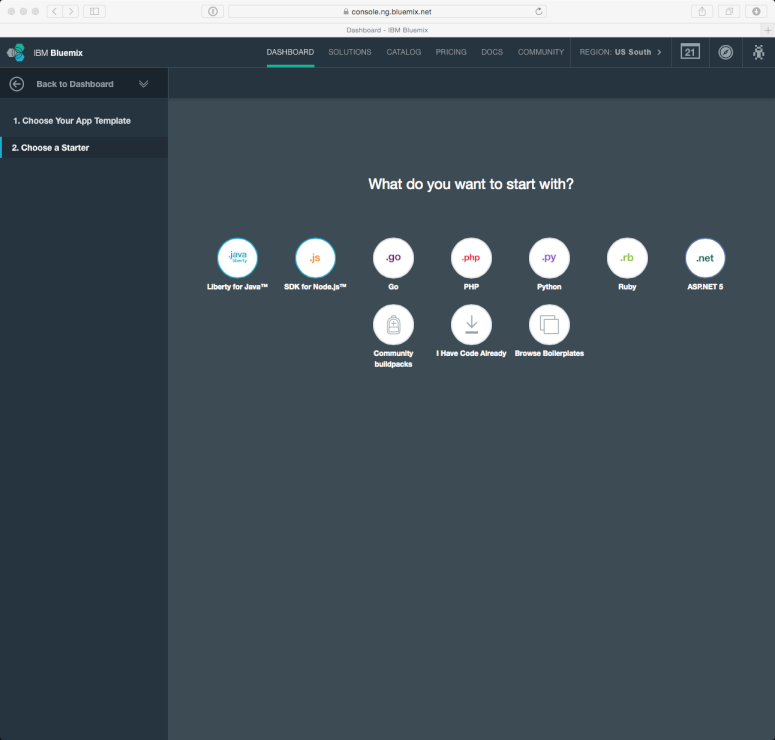 console.ng.bluemix.net
Dashboard - IBM Bluemix
IBM Bluemix
DASHBOARD SOLUTIONS CATALOG PRICING DOCS COMMUNITY REGION: US South 21
Back to Dashboard
1. Choose Your App Template
2. Choose a Starter
What do you want to start with?
.java .js .go .php .py .rb .net
liberty
Liberty for Java™ SDK for Node.js™ Go PHP Python Ruby ASP.NET 5
Community I Have Code Already Browse Boilerplates
buildpacks